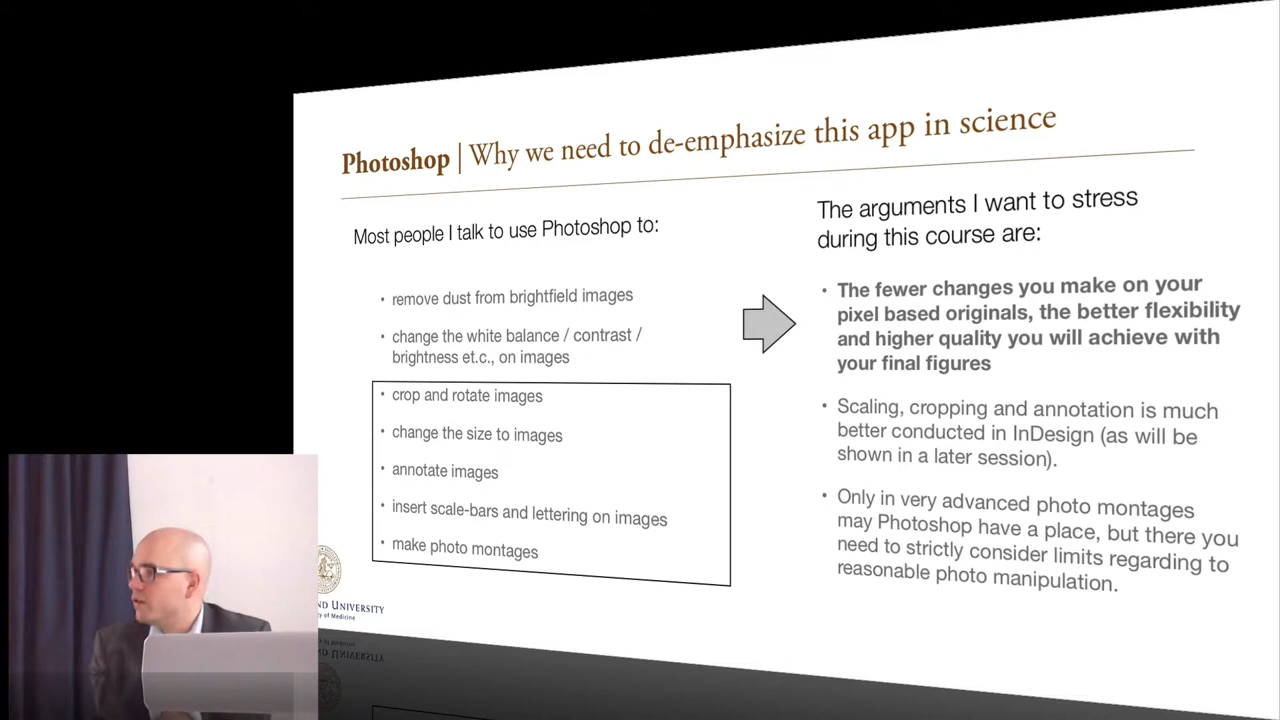 Photoshop | Why we need to de-emphasize this app in science
Most people I talk to use Photoshop to:
• remove dust from brightfield images
• change the white balance / contrast /
brightness et.c., on images
• crop and rotate images
• change the size to images
• annotate images
• insert scale-bars and lettering on images
• make photo montages
The arguments I want to stress
during this course are:
• The fewer changes you make on your
pixel based originals, the better flexibility
and higher quality you will achieve with
your final figures
• Scaling, cropping and annotation is much
better conducted in InDesign (as will be
shown in a later session).
• Only in very advanced photo montages
may Photoshop have a place, but there you
need to strictly consider limits regarding to
reasonable photo manipulation.
ND UNIVERSITY
y of Medicine